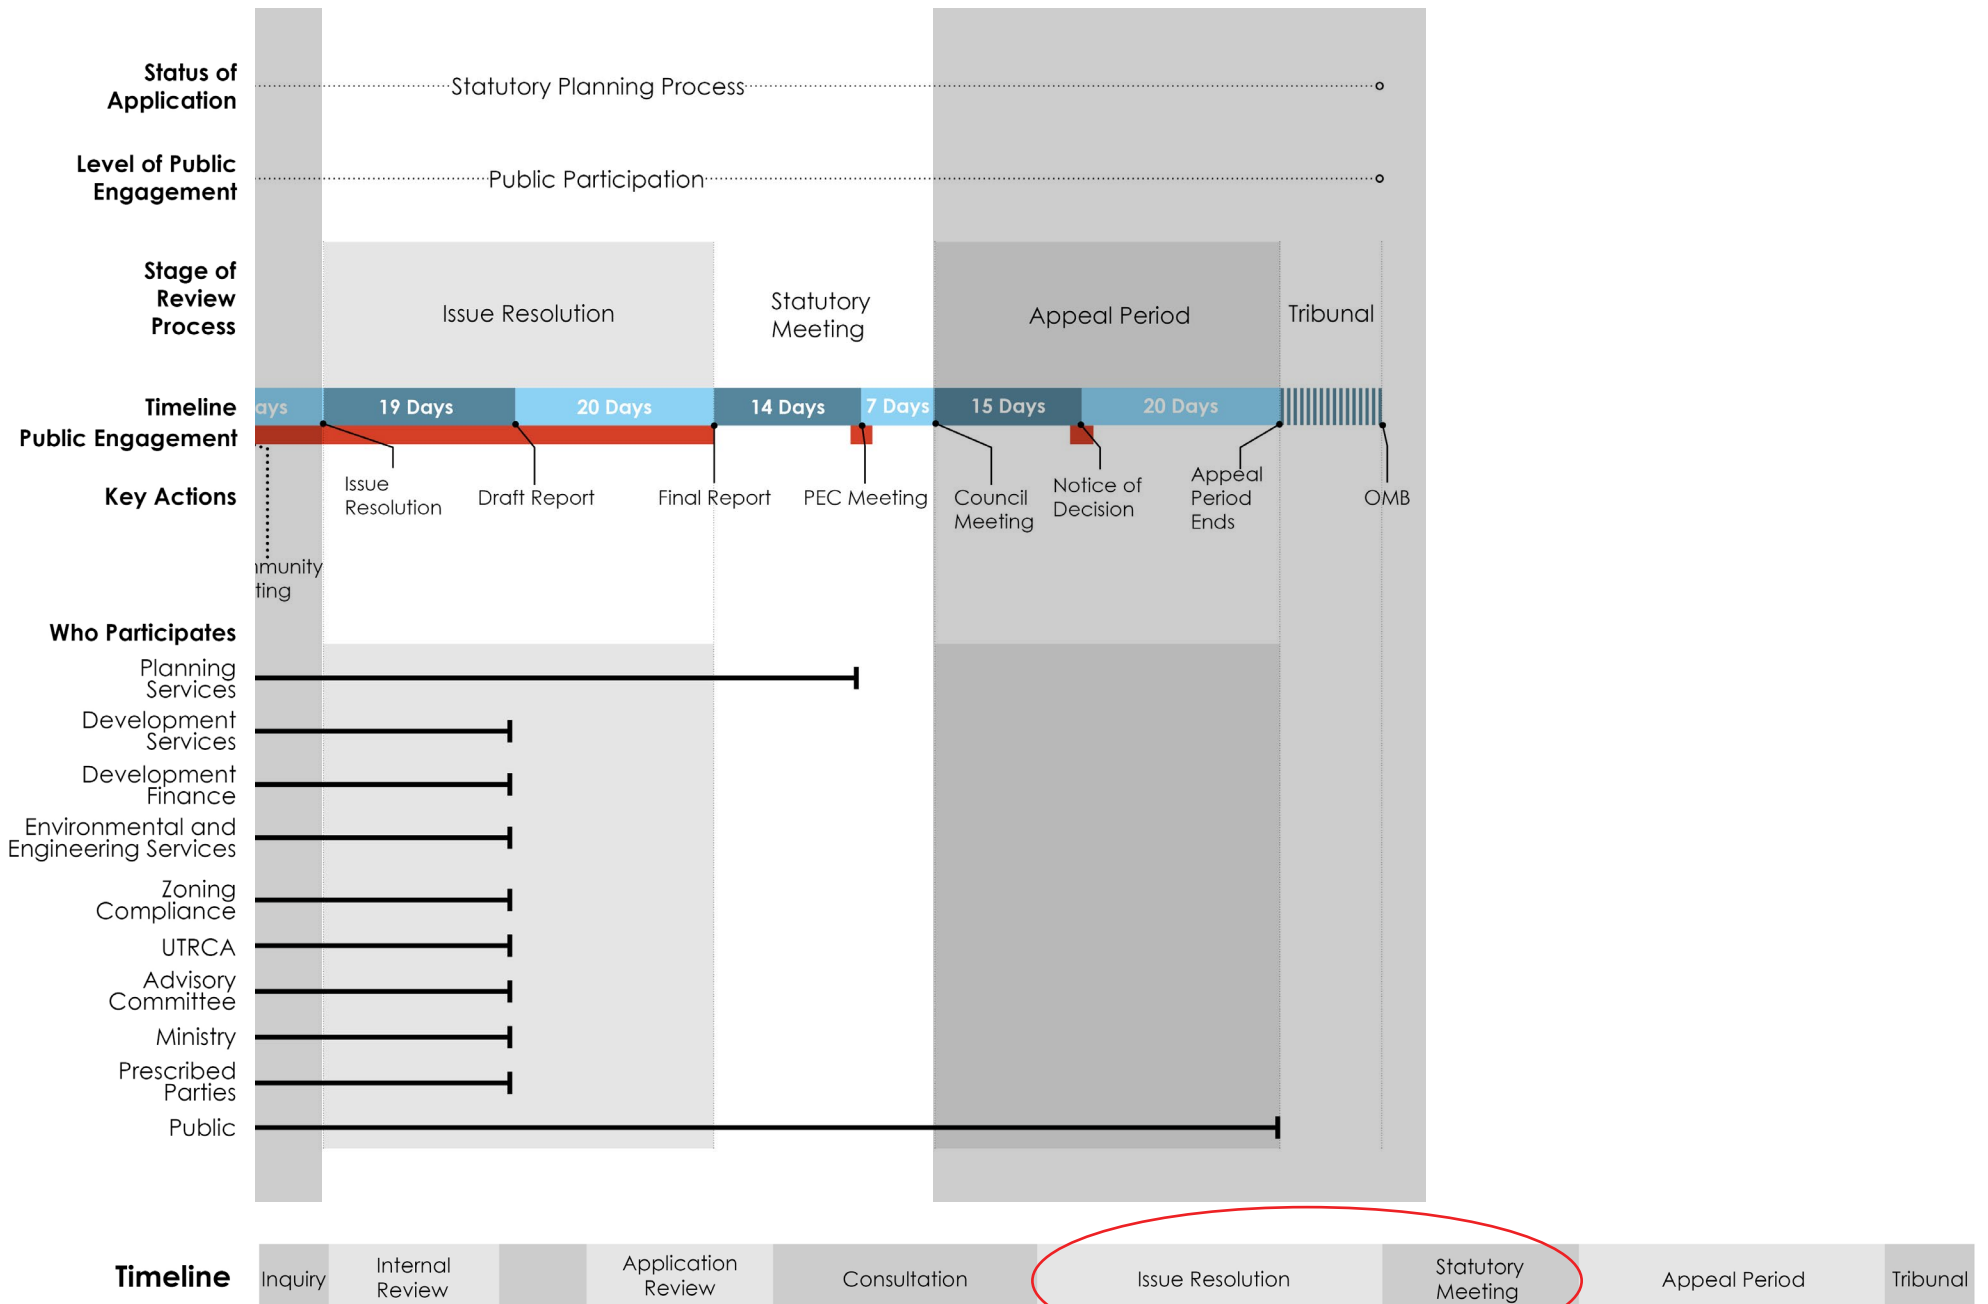 Status of
Application
Statutory Planning Process
Level of Public
Engagement
Public Participation
Stage of
Review
Process
Issue Resolution
Statutory
Meeting
Appeal Period
Tribunal
Timeline
ays
19 Days
20 Days
14 Days
7 Days
15 Days
20 Days
Public Engagement
Key Actions
Issue
Resolution
Draft Report
Final Report
PEC Meeting
Council
Meeting
Notice of
Decision
Appeal
Period
Ends
OMB
munity
ting
Who Participates
Planning
Services
Development
Services
Development
Finance
Environmental and
Engineering Services
Zoning
Compliance
UTRCA
Advisory
Committee
Ministry
Prescribed
Parties
Public
Timeline
Inquiry
Internal
Review
Application
Review
Consultation
Issue Resolution
Statutory
Meeting
Appeal Period
Tribunal